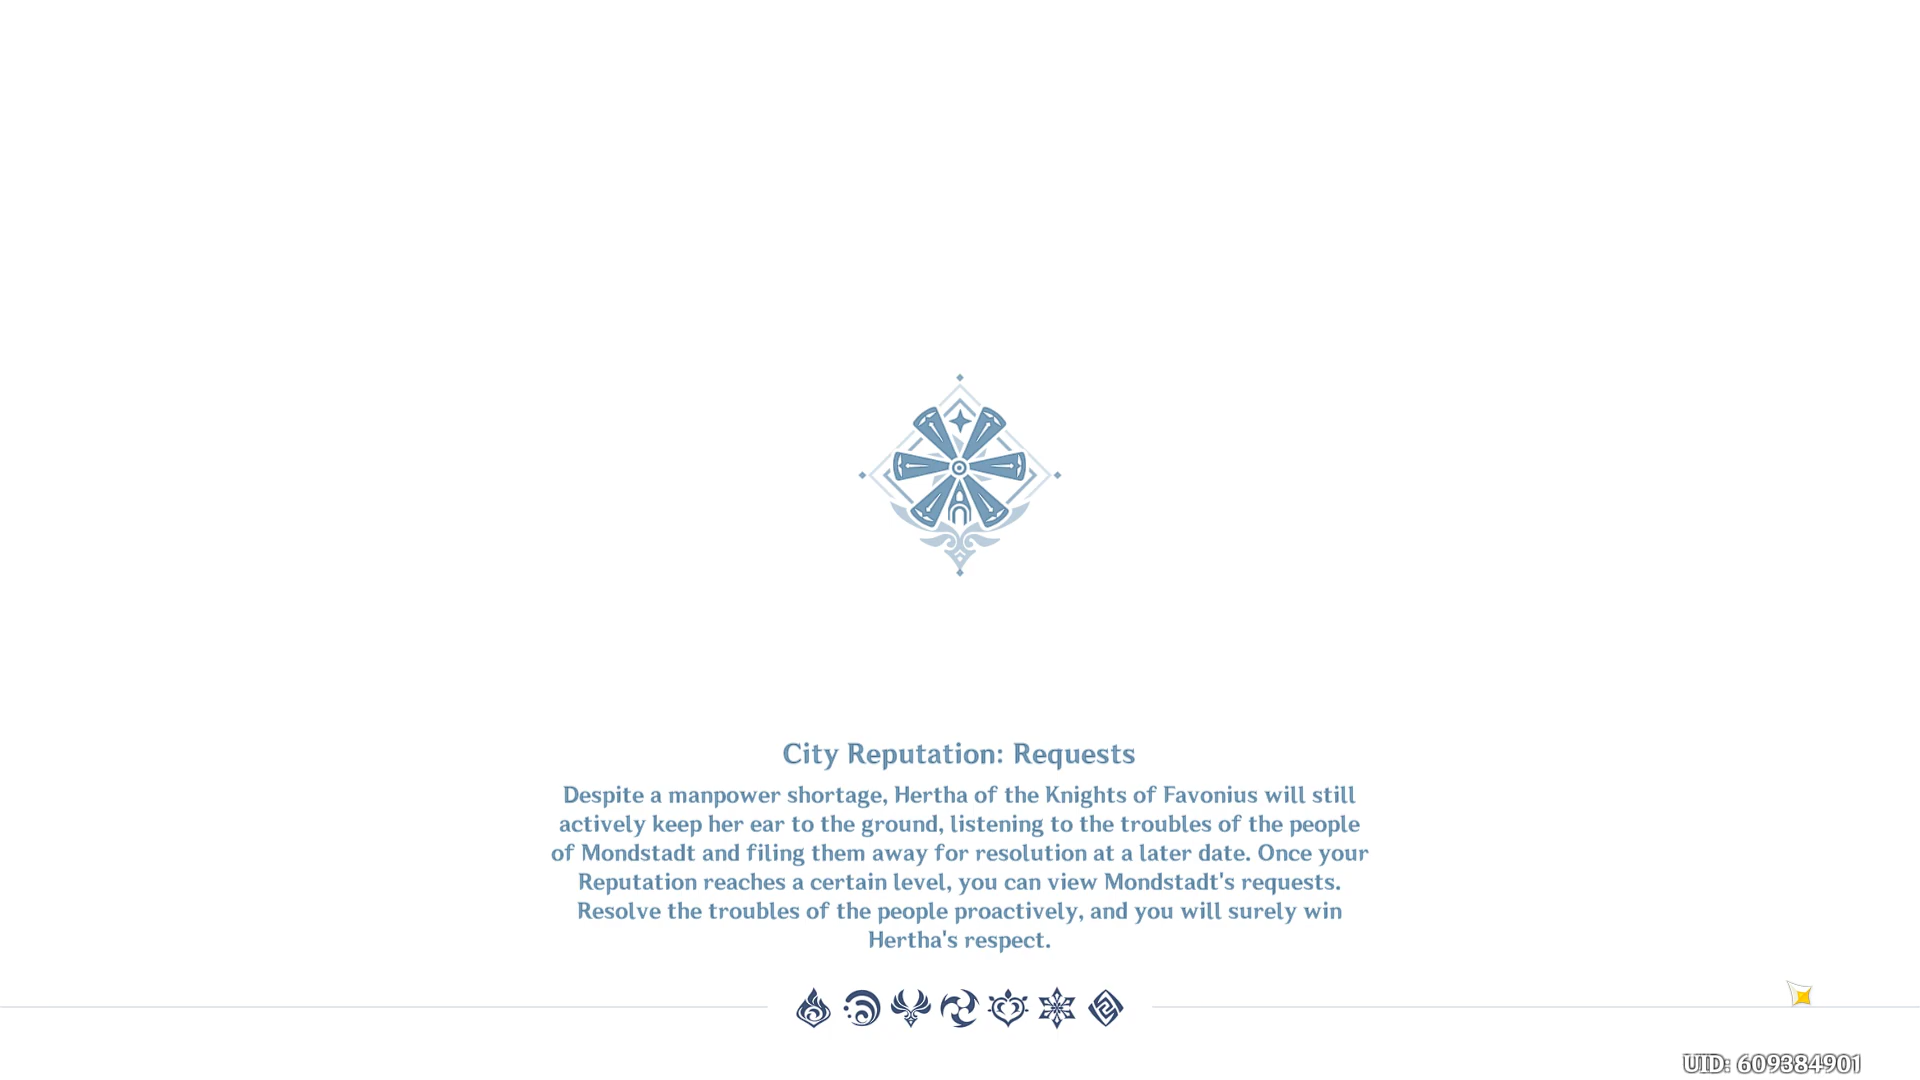 City Reputation: Requests
Despite a manpower shortage, Hertha of the Knights of Favonius will still
actively keep her ear to the ground, listening to the troubles of the people
of Mondstadt and filing them away for resolution at a later date. Once your
Reputation reaches a certain level, you can view Mondstadt's requests.
Resolve the troubles of the people proactively, and you will surely win
Hertha's respect.
UID: 609384901